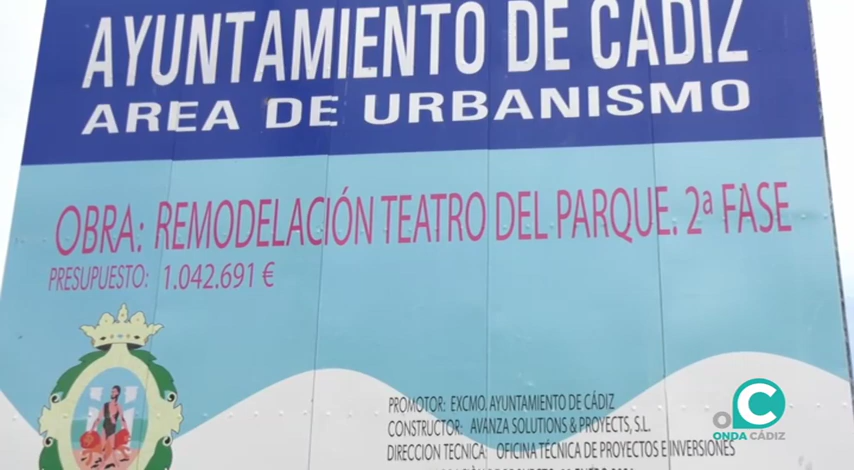 AYUNTAMIENTO DE CÁDIZ
AREA DE URBANISMO
OBRA: REMODELACIÓN TEATRO DEL PARQUE. 2ª FASE
PRESUPUESTO: 1.042.691 €
PROMOTOR: EXCMO. AYUNTAMIENTO DE CÁDIZ
CONSTRUCTOR: AVANZA SOLUTIONS & PROYECTS, S.L.
DIRECCION TECNICA: OFICINA TÉCNICA DE PROYECTOS E INVERSIONES
ONDA CÁDIZ